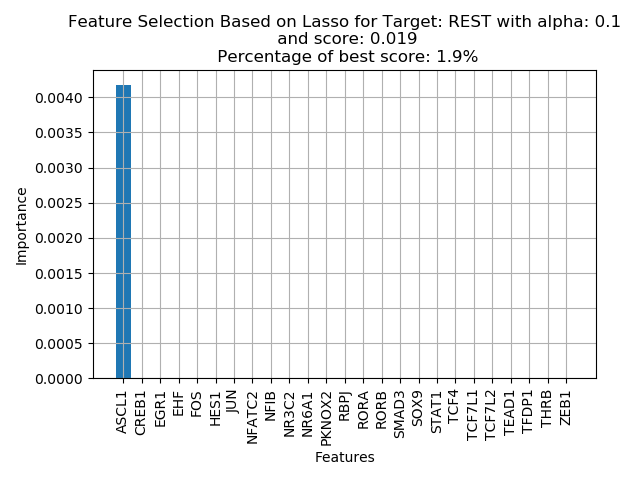 Feature Selection Based on Lasso for Target: REST with alpha: 0.1
and score: 0.019
Percentage of best score: 1.9%
0.0040
0.0035
0.0030
0.0025
0.0020
0.0015
0.0010
0.0005
0.0000
Importance
ASCL1
CREB1
EGR1
EHF
FOS
HES1
JUN
NFATC2
NFIB
NR3C2
NR6A1
PKNOX2
RBPJ
RORA
RORB
SMAD3
SOX9
STAT1
TCF4
TCF7L1
TCF7L2
TEAD1
TFDP1
THRB
ZEB1
Features